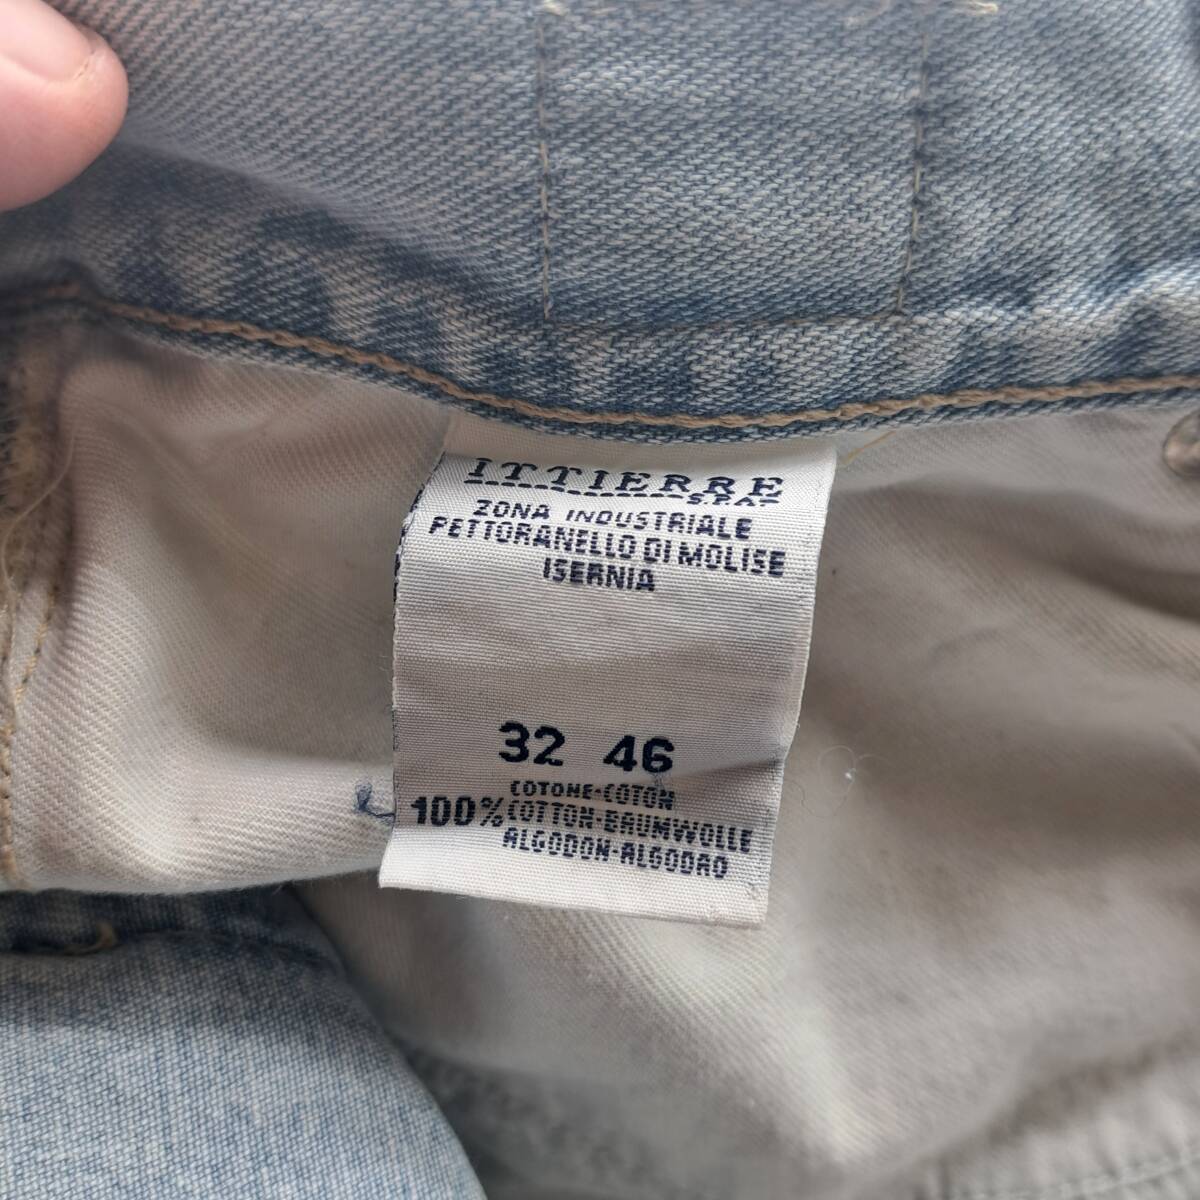 ITTIERRE
S.P.A.
ZONA INDUSTRIALE
PETTORANELLO DI MOLISE
ISERNIA
32 46
COTONE-COTON
100% COTTON-BAUMWOLLE
ALGODON-ALGODAO